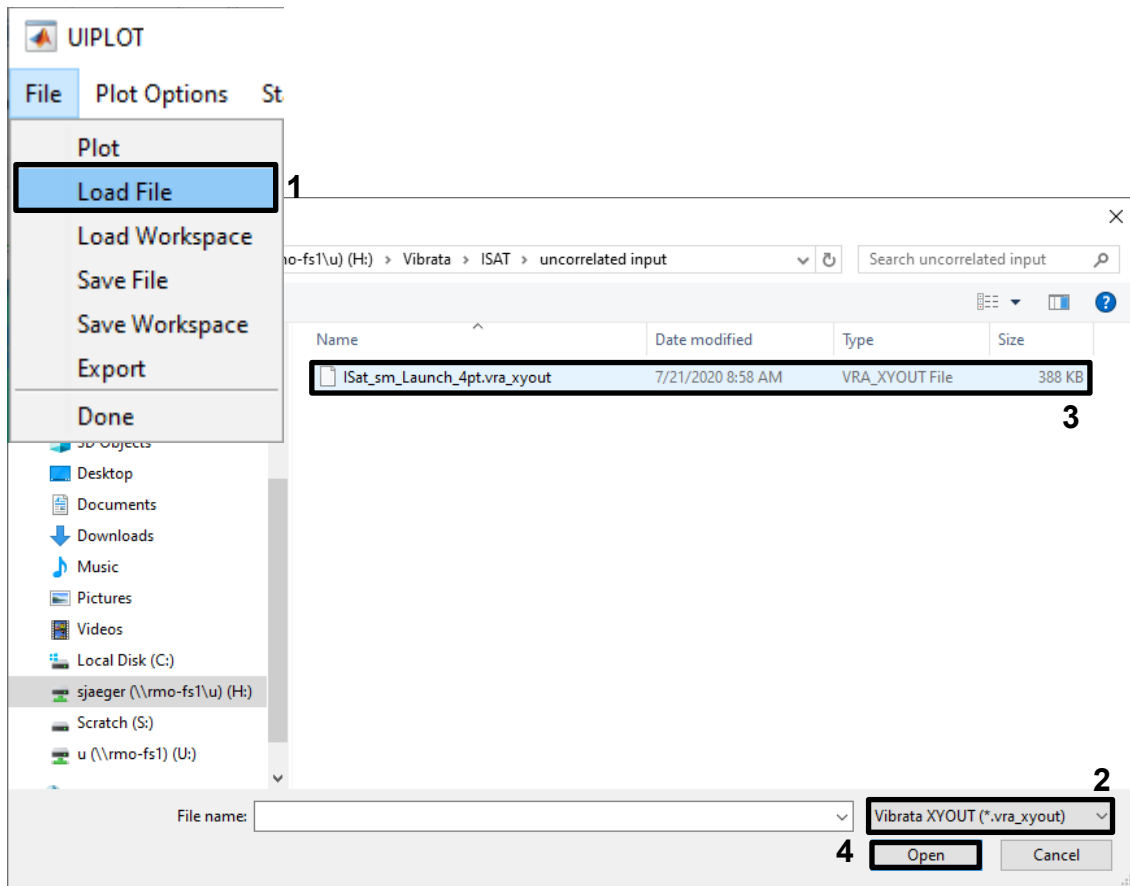 UIPLOT
File Plot Options St
Plot
Load File 1
Load Workspace
Save File
Save Workspace
Export
Done
no-fs1\u) (H:) > Vibrata > ISAT > uncorrelated input Search uncorrelated input
Name Date modified Type Size
ISat_sm_Launch_4pt.vra_xyout 7/21/2020 8:58 AM VRA_XYOUT File 388 KB
3
3D Objects
Desktop
Documents
Downloads
Music
Pictures
Videos
Local Disk (C:)
sjaeger (\\rmo-fs1\u) (H:)
Scratch (S:)
u (\\rmo-fs1) (U:)
2
File name: Vibrata XYOUT (*.vra_xyout)
4 Open Cancel